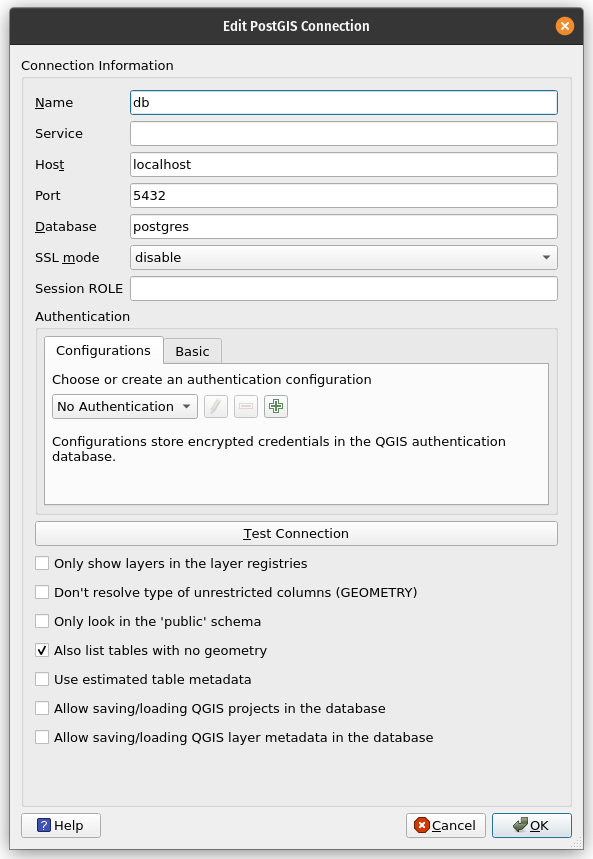 Edit PostGIS Connection
Connection Information
Name db
Service
Host localhost
Port 5432
Database postgres
SSL mode disable
Session ROLE
Authentication
Configurations Basic
Choose or create an authentication configuration
No Authentication
Configurations store encrypted credentials in the QGIS authentication
database.
Test Connection
Only show layers in the layer registries
Don't resolve type of unrestricted columns (GEOMETRY)
Only look in the 'public' schema
Also list tables with no geometry
Use estimated table metadata
Allow saving/loading QGIS projects in the database
Allow saving/loading QGIS layer metadata in the database
Help Cancel OK